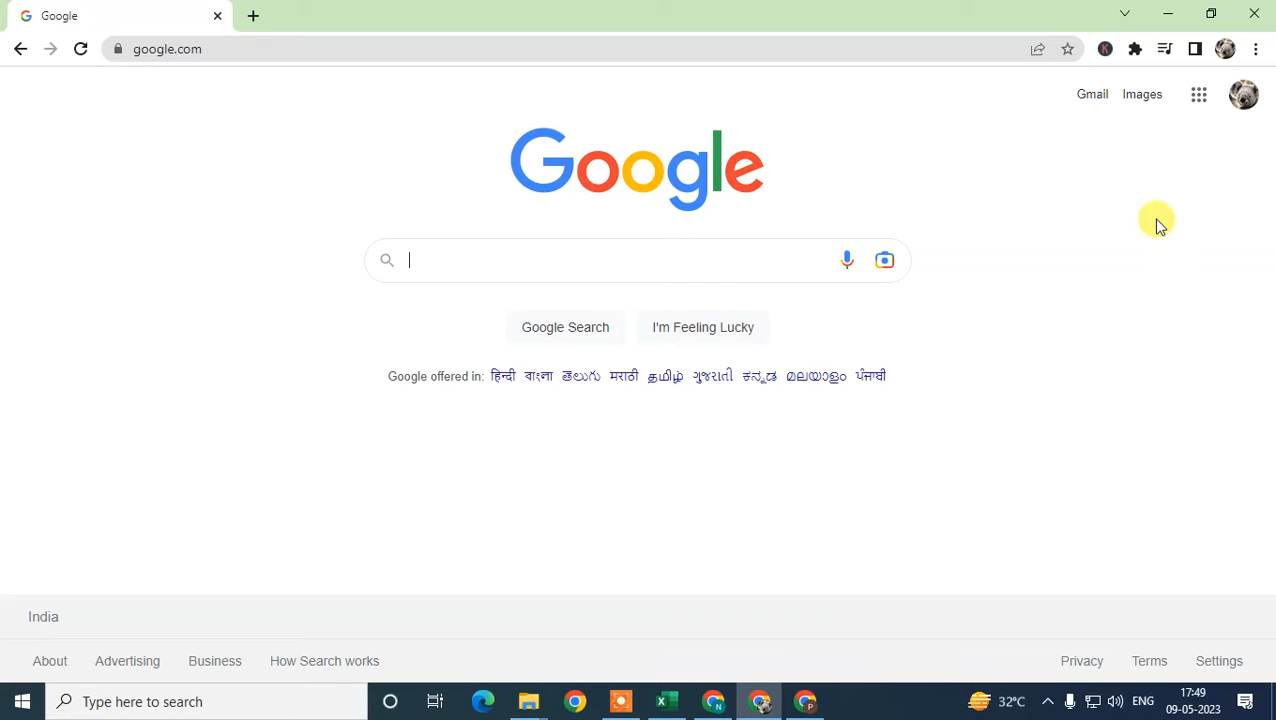 Google
google.com
Gmail Images
Google
Google Search I'm Feeling Lucky
Google offered in: हिन्दी বাংলা తెలుగు मराठी தமிழ் ગુજરાતી ಕನ್ನಡ മലയാളം ਪੰਜਾਬੀ
India
About Advertising Business How Search works Privacy Terms Settings
Type here to search 32°C ENG 17:49
09-05-2023